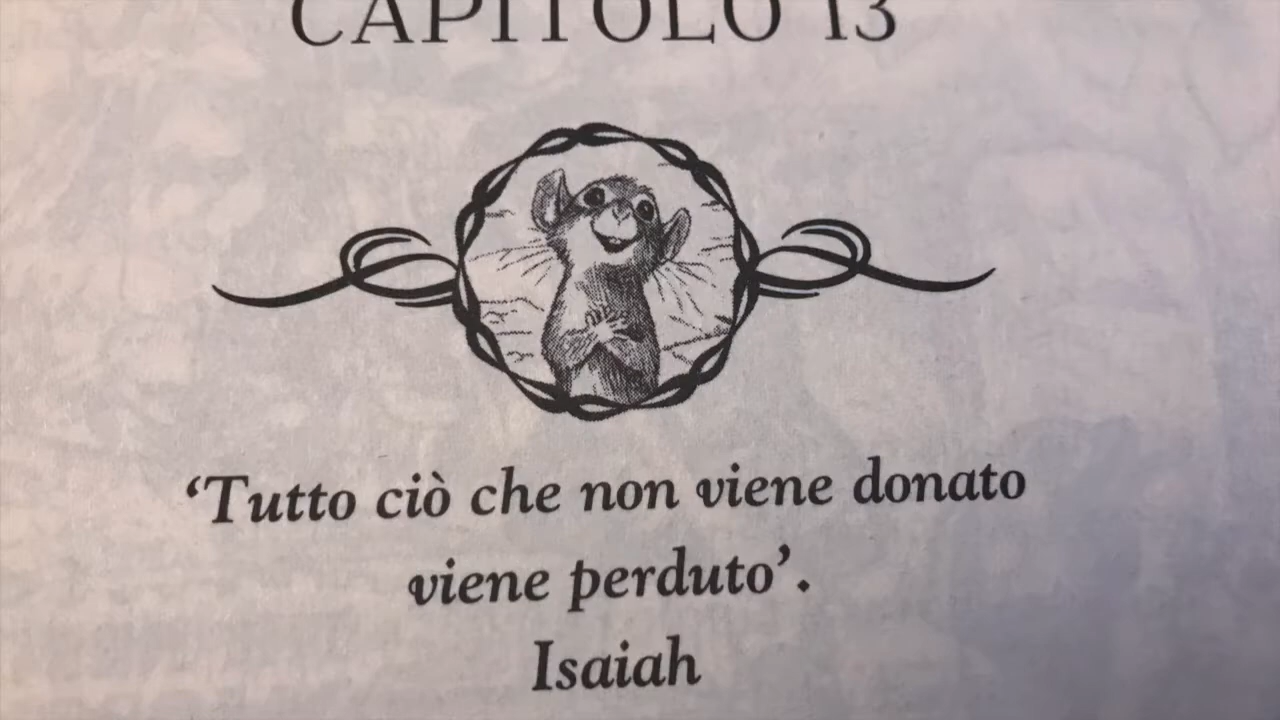 CAPITOLO 13
‘Tutto ciò che non viene donato
viene perduto’.
Isaiah